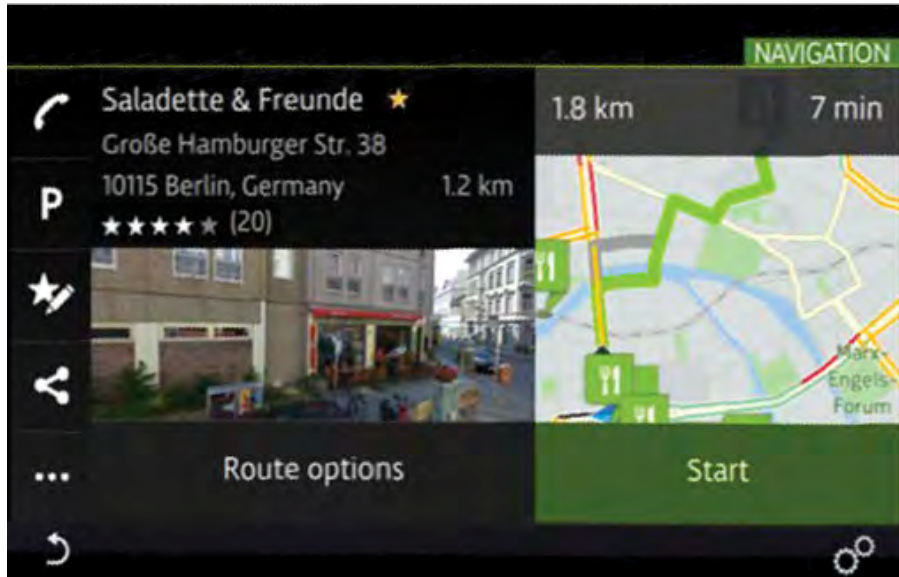 NAVIGATION
Saladette & Freunde
Große Hamburger Str. 38
10115 Berlin, Germany 1.2 km
(20)
1.8 km 7 min
P
Marx-
Engels-
Forum
Route options
Start